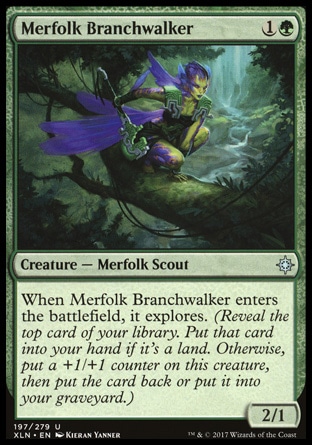 Merfolk Branchwalker 1
Creature — Merfolk Scout
When Merfolk Branchwalker enters
the battlefield, it explores. (Reveal the
top card of your library. Put that card
into your hand if it's a land. Otherwise,
put a +1/+1 counter on this creature,
then put the card back or put it into
your graveyard.)
2/1
197/279 U
XLN • EN Kieran Yanner ™ & © 2017 Wizards of the Coast